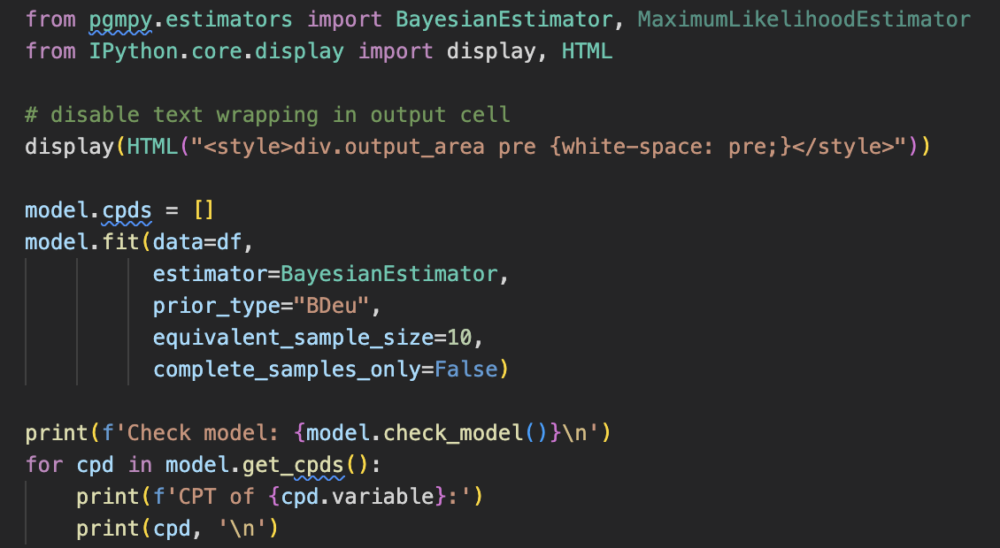 from pgmpy.estimators import BayesianEstimator, MaximumLikelihoodEstimator
from IPython.core.display import display, HTML

# disable text wrapping in output cell
display(HTML("<style>div.output_area pre {white-space: pre;}</style>"))

model.cpds = []
model.fit(data=df,
          estimator=BayesianEstimator,
          prior_type="BDeu",
          equivalent_sample_size=10,
          complete_samples_only=False)

print(f'Check model: {model.check_model()}\n')
for cpd in model.get_cpds():
    print(f'CPT of {cpd.variable}:')
    print(cpd, '\n')